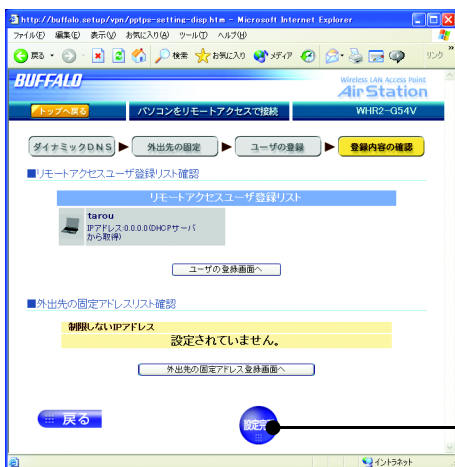 http://buffalo.setup/vpn/pptps-setting-disp.htm - Microsoft Internet Explorer
ファイル(F) 編集(E) 表示(V) お気に入り(A) ツール(T) ヘルプ(H)
戻る 検索 お気に入り メディア リンク
BUFFALO
Wireless LAN Access Point
AirStation
トップへ戻る パソコンをリモートアクセスで接続 WHR2-G54V
ダイナミックDNS 外出先の固定 ユーザの登録 登録内容の確認
■リモートアクセスユーザ登録リスト確認
リモートアクセスユーザ登録リスト
tarou
IPアドレス:0.0.0.0(DHCPサーバ
から取得)
ユーザの登録画面へ
■外出先の固定アドレスリスト確認
制限しないIPアドレス
設定されていません。
外出先の固定アドレス登録画面へ
戻る 設定完
イントラネット